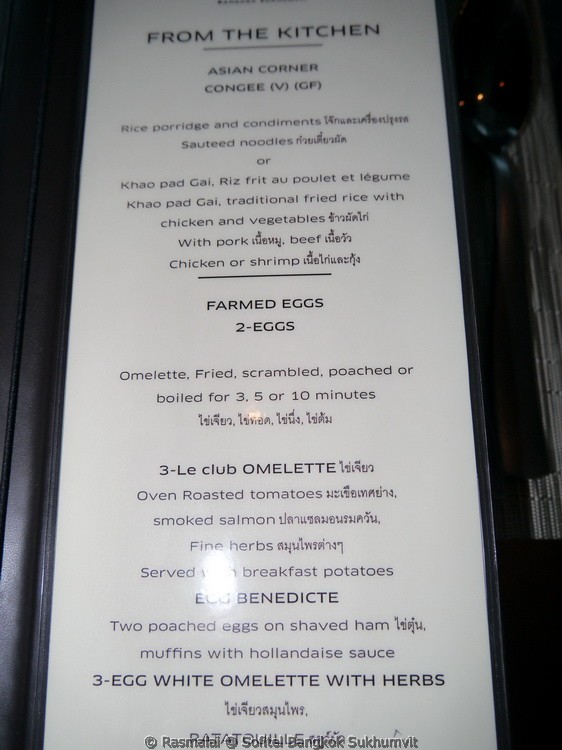 FROM THE KITCHEN
ASIAN CORNER
CONGEE (V) (GF)
Rice porridge and condiments โจ๊กและเครื่องปรุงรส
Sauteed noodles ก๋วยเตี๋ยวผัด
or
Khao pad Gai, Riz frit au poulet et légume
Khao pad Gai, traditional fried rice with
chicken and vegetables ข้าวผัดไก่
With pork เนื้อหมู, beef เนื้อวัว
Chicken or shrimp เนื้อไก่และกุ้ง
FARMED EGGS
2-EGGS
Omelette, Fried, scrambled, poached or
boiled for 3, 5 or 10 minutes
ไข่เจียว, ไข่ทอด, ไข่นึ่ง, ไข่ต้ม
3-Le club OMELETTE ไข่เจียว
Oven Roasted tomatoes มะเขือเทศย่าง,
smoked salmon ปลาแซลมอนรมควัน,
Fine herbs สมุนไพรต่างๆ
Served with breakfast potatoes
EGG BENEDICTE
Two poached eggs on shaved ham ไข่ตุ๋น,
muffins with hollandaise sauce
3-EGG WHITE OMELETTE WITH HERBS
ไข่เจียวสมุนไพร,
RATATOUILLE
© Rasmalai @ Sofitel Bangkok Sukhumvit